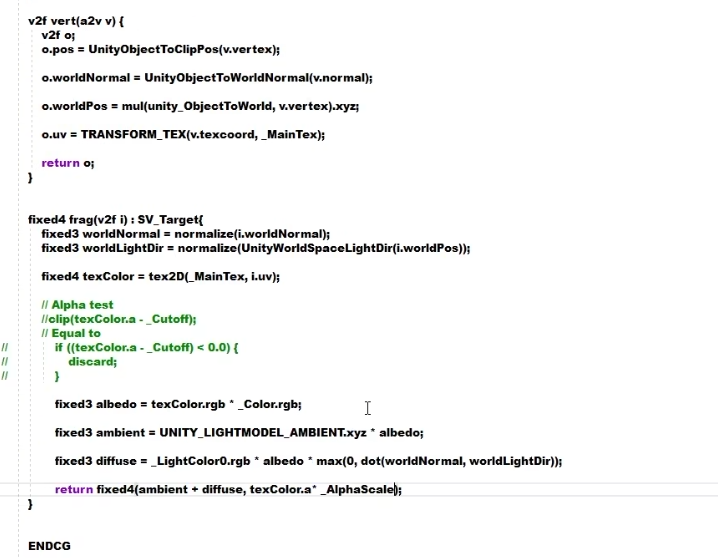 v2f vert(a2v v) {
v2f o;
o.pos = UnityObjectToClipPos(v.vertex);
o.worldNormal = UnityObjectToWorldNormal(v.normal);
o.worldPos = mul(unity_ObjectToWorld, v.vertex).xyz;
o.uv = TRANSFORM_TEX(v.texcoord, _MainTex);
return o;
}
fixed4 frag(v2f i) : SV_Target{
fixed3 worldNormal = normalize(i.worldNormal);
fixed3 worldLightDir = normalize(UnityWorldSpaceLightDir(i.worldPos));
fixed4 texColor = tex2D(_MainTex, i.uv);
// Alpha test
//clip(texColor.a - _Cutoff);
// Equal to
// if ((texColor.a - _Cutoff) < 0.0) {
// discard;
// }
fixed3 albedo = texColor.rgb * _Color.rgb;
fixed3 ambient = UNITY_LIGHTMODEL_AMBIENT.xyz * albedo;
fixed3 diffuse = _LightColor0.rgb * albedo * max(0, dot(worldNormal, worldLightDir));
return fixed4(ambient + diffuse, texColor.a* _AlphaScale);
}
ENDCG